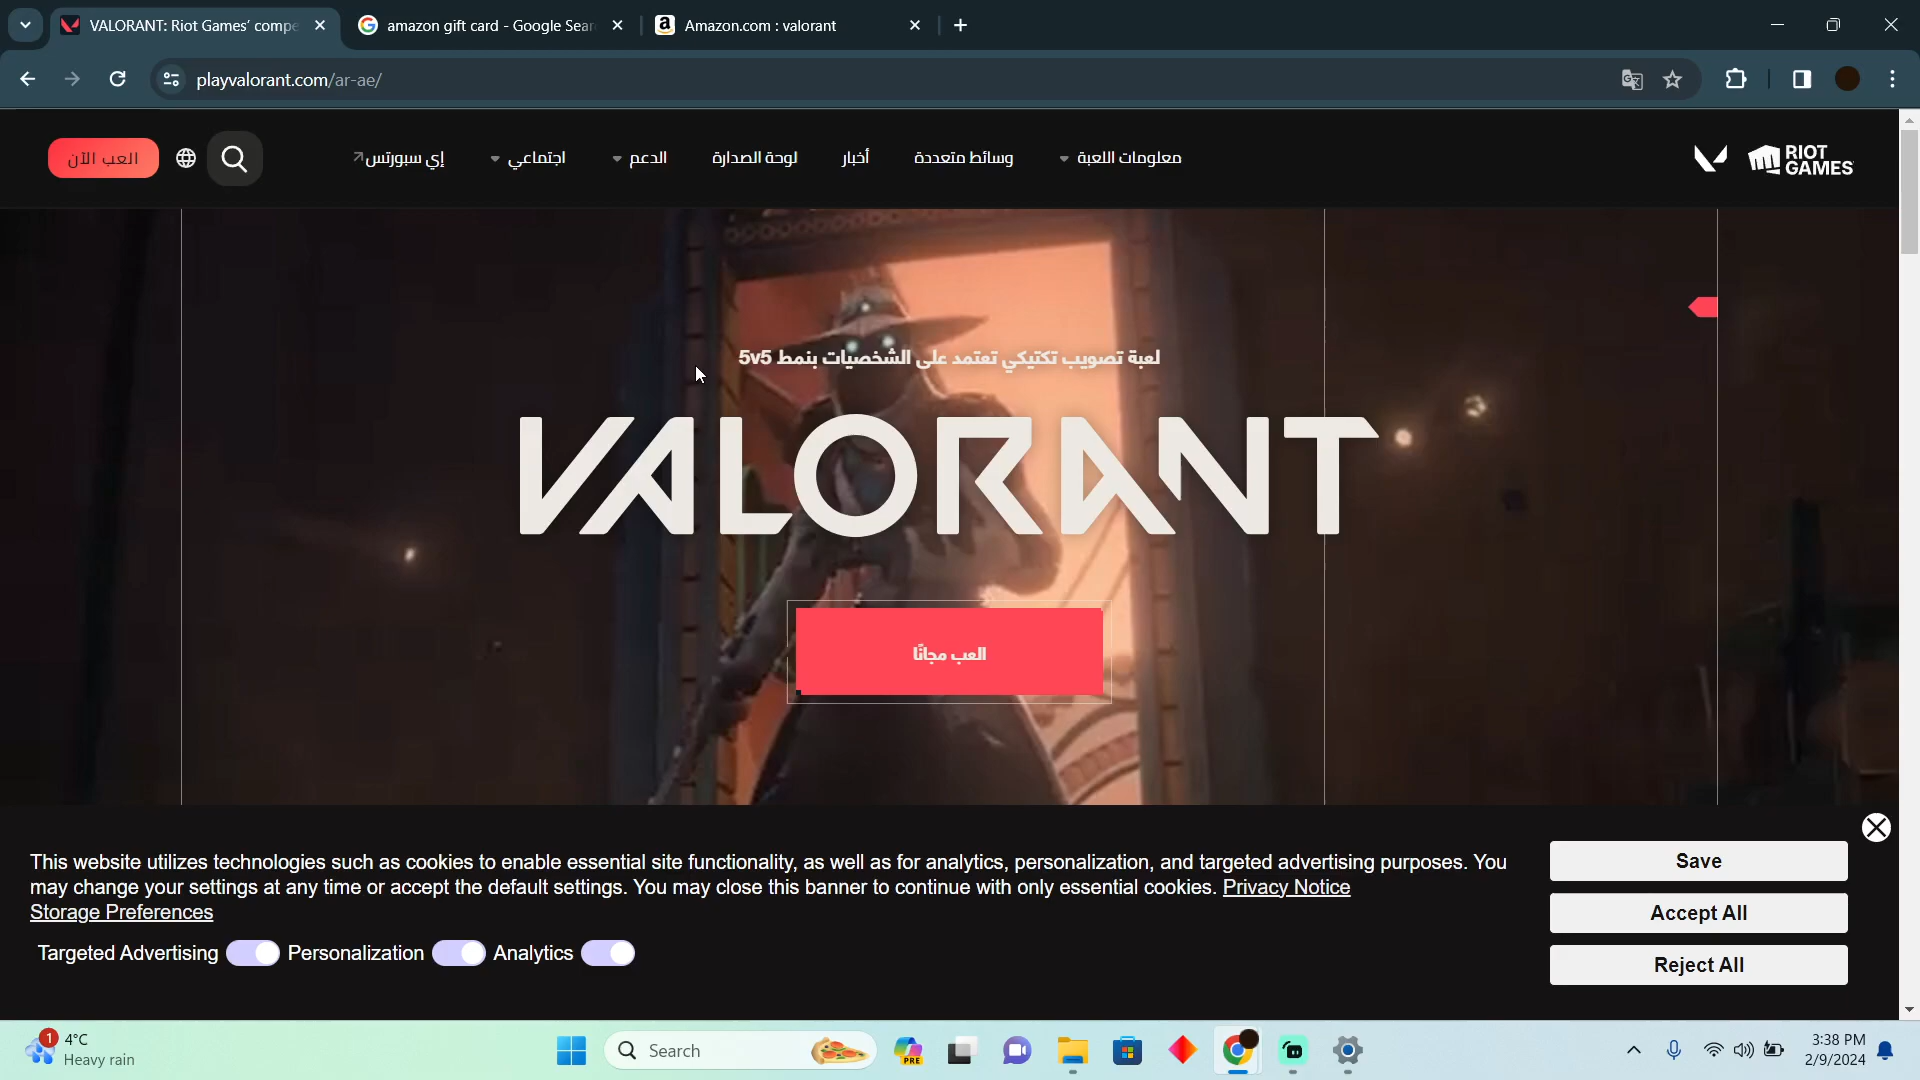 VALORANT: Riot Games' compe
amazon gift card - Google Sear
Amazon.com : valorant
playvalorant.com/ar-ae/
العب الآن
إي سبورتس
اجتماعي
الدعم
لوحة الصدارة
أخبار
وسائط متعددة
معلومات اللعبة
RIOT
GAMES
لعبة تصويب تكتيكي تعتمد على الشخصيات بنمط 5v5
VALORANT
العب مجانًا
This website utilizes technologies such as cookies to enable essential site functionality, as well as for analytics, personalization, and targeted advertising purposes. You
may change your settings at any time or accept the default settings. You may close this banner to continue with only essential cookies. Privacy Notice
Storage Preferences
Targeted Advertising Personalization Analytics
Save
Accept All
Reject All
1
4°C
Heavy rain
Search
PRE
3:38 PM
2/9/2024